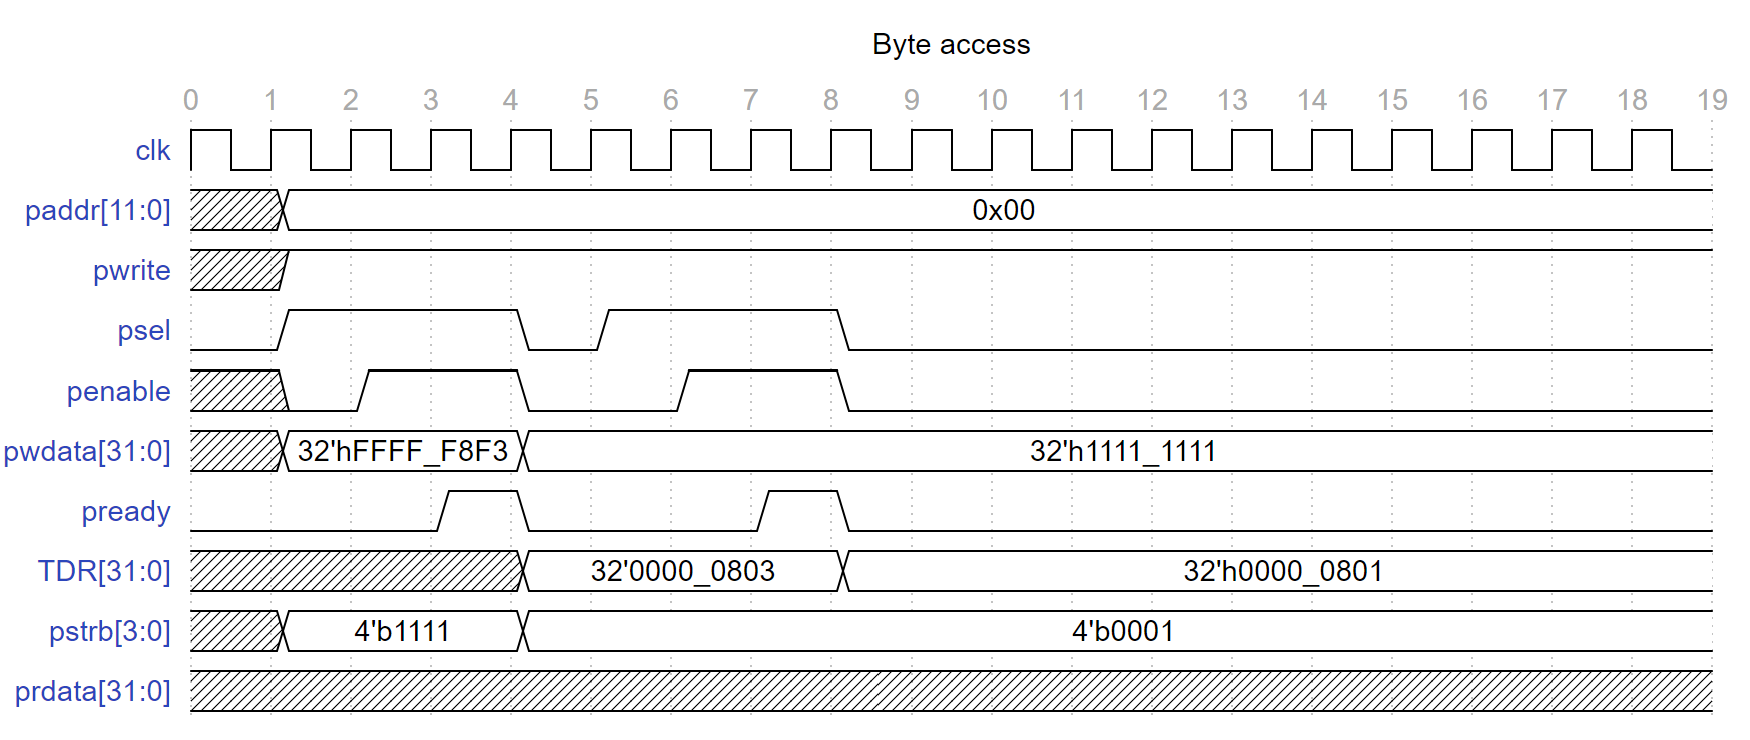 Byte access
0 1 2 3 4 5 6 7 8 9 10 11 12 13 14 15 16 17 18 19
clk
paddr[11:0] 0x00
pwrite
psel
penable
pwdata[31:0] 32'hFFFF_F8F3 32'h1111_1111
pready
TDR[31:0] 32'0000_0803 32'h0000_0801
pstrb[3:0] 4'b1111 4'b0001
prdata[31:0]